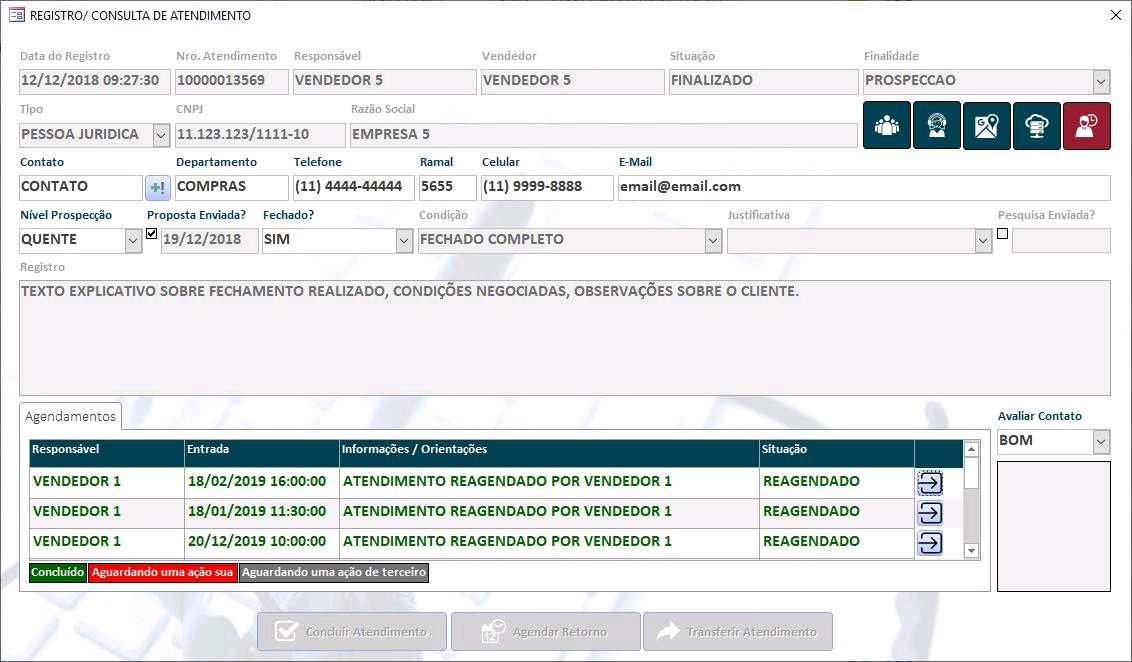 REGISTRO/ CONSULTA DE ATENDIMENTO
Data do Registro Nro. Atendimento Responsável Vendedor Situação Finalidade
12/12/2018 09:27:30 10000013569 VENDEDOR 5 VENDEDOR 5 FINALIZADO PROSPECCAO
Tipo CNPJ Razão Social
PESSOA JURIDICA 11.123.123/1111-10 EMPRESA 5
Contato Departamento Telefone Ramal Celular E-Mail
CONTATO COMPRAS (11) 4444-44444 5655 (11) 9999-8888 email@email.com
Nível Prospecção Proposta Enviada? Fechado? Condição Justificativa Pesquisa Enviada?
QUENTE 19/12/2018 SIM FECHADO COMPLETO
Registro
TEXTO EXPLICATIVO SOBRE FECHAMENTO REALIZADO, CONDIÇÕES NEGOCIADAS, OBSERVAÇÕES SOBRE O CLIENTE.
Agendamentos Avaliar Contato
BOM
Responsável Entrada Informações / Orientações Situação
VENDEDOR 1 18/02/2019 16:00:00 ATENDIMENTO REAGENDADO POR VENDEDOR 1 REAGENDADO
VENDEDOR 1 18/01/2019 11:30:00 ATENDIMENTO REAGENDADO POR VENDEDOR 1 REAGENDADO
VENDEDOR 1 20/12/2019 10:00:00 ATENDIMENTO REAGENDADO POR VENDEDOR 1 REAGENDADO
Concluído Aguardando uma ação sua Aguardando uma ação de terceiro
Concluir Atendimento 12 Agendar Retorno Transferir Atendimento